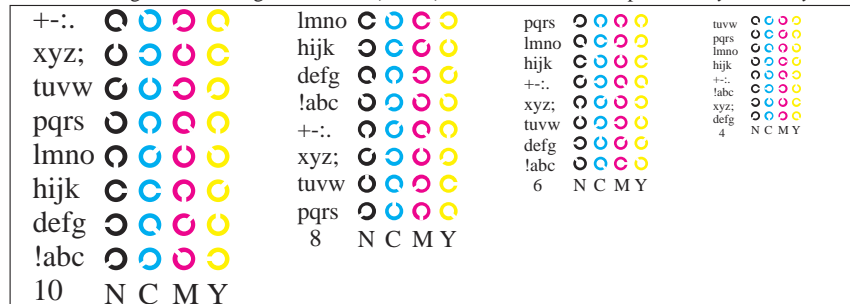 +-:.
xyz;
tuvw
pqrs
lmno
hijk
defg
!abc
10 N C M Y
lmno
hijk
defg
!abc
+-:.
xyz;
tuvw
pqrs
8 N C M Y
pqrs
lmno
hijk
+-:.
xyz;
tuvw
defg
!abc
6 N C M Y
tuvw
pqrs
lmno
hijk
+-:.
!abc
xyz;
defg
4 N C M Y